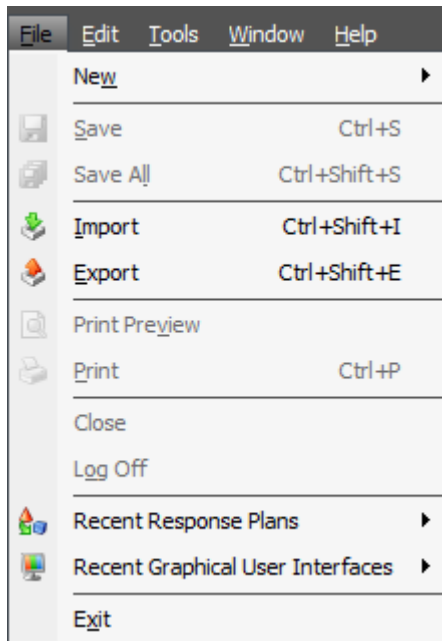 File Edit Tools Window Help
New
Save Ctrl+S
Save All Ctrl+Shift+S
Import Ctrl+Shift+I
Export Ctrl+Shift+E
Print Preview
Print Ctrl+P
Close
Log Off
Recent Response Plans
Recent Graphical User Interfaces
Exit